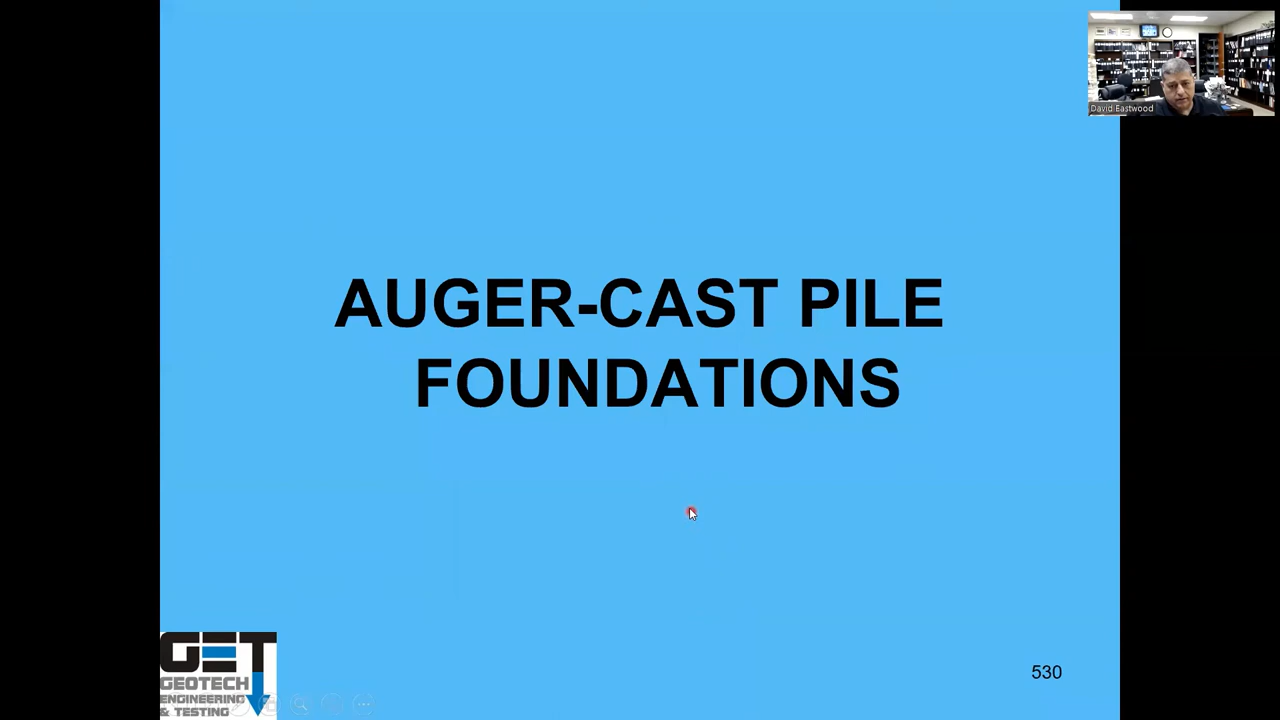 David Eastwood
AUGER-CAST PILE
FOUNDATIONS
GET
GEOTECH
ENGINEERING
& TESTING
530